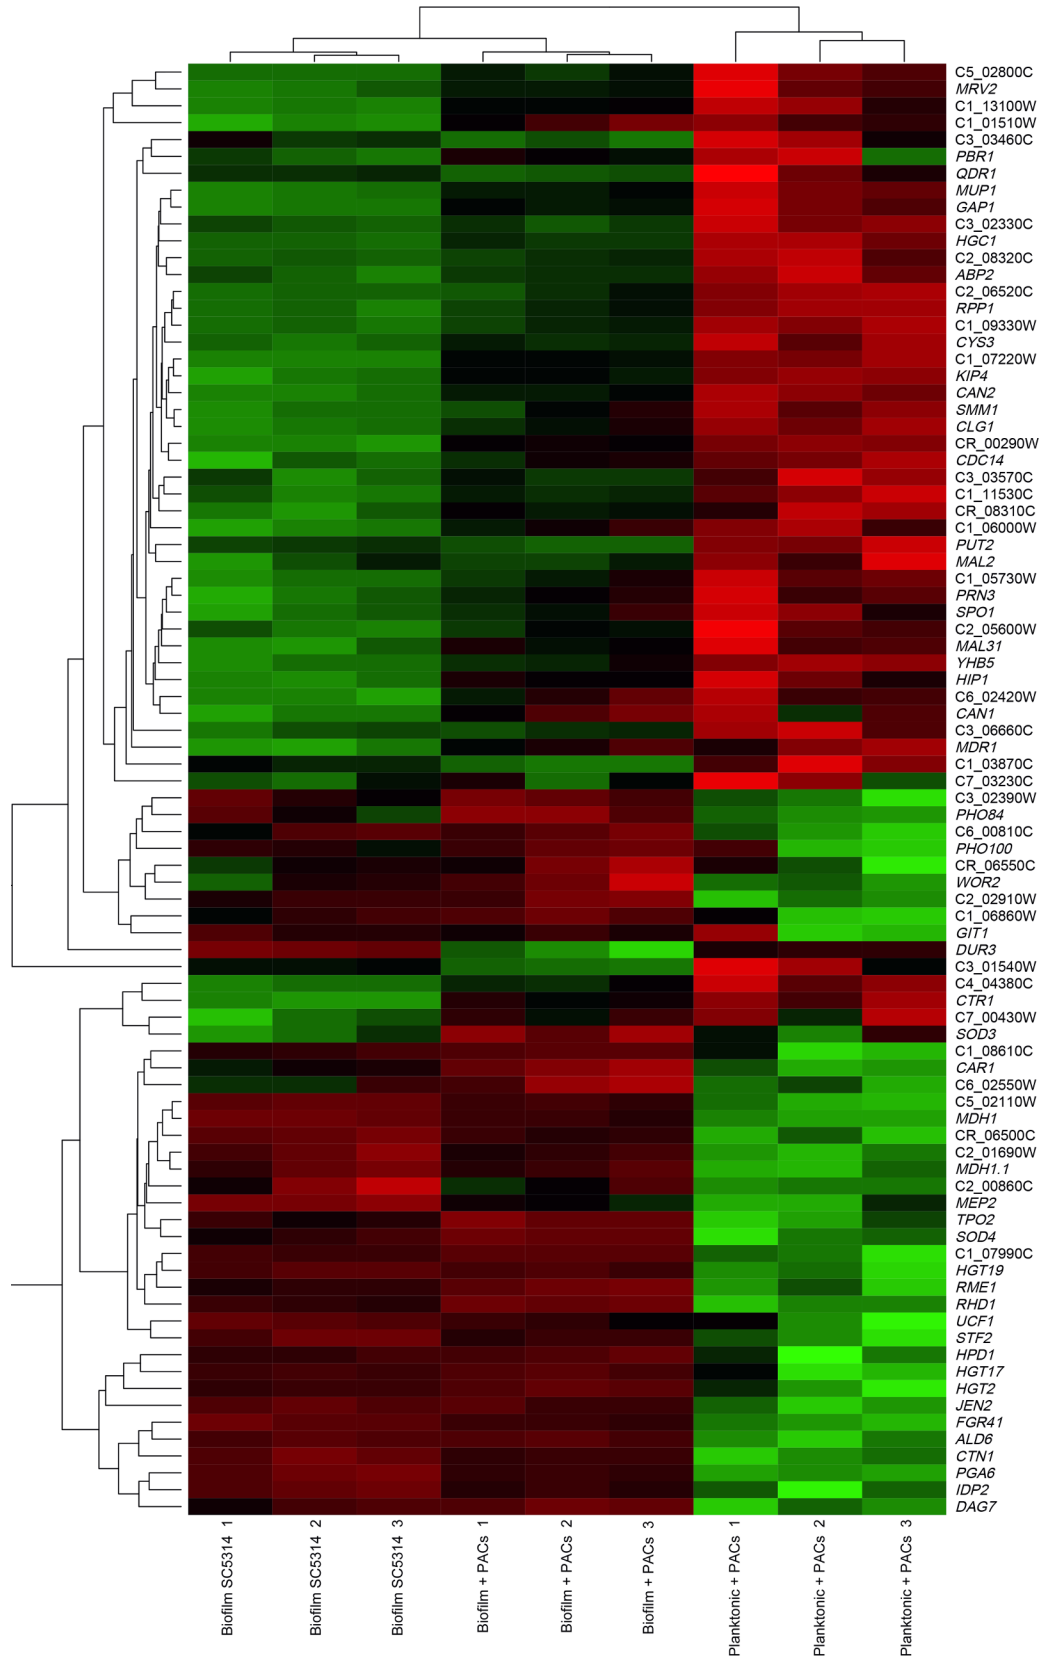 C5_02800C
MRV2
C1_13100W
C1_01510W
C3_03460C
PBR1
QDR1
MUP1
GAP1
C3_02330C
HGC1
C2_08320C
ABP2
C2_06520C
RPP1
C1_09330W
CYS3
C1_07220W
KIP4
CAN2
SMM1
CLG1
CR_00290W
CDC14
C3_03570C
C1_11530C
CR_08310C
C1_06000W
PUT2
MAL2
C1_05730W
PRN3
SPO1
C2_05600W
MAL31
YHB5
HIP1
C6_02420W
CAN1
C3_06660C
MDR1
C1_03870C
C7_03230C
C3_02390W
PHO84
C6_00810C
PHO100
CR_06550C
WOR2
C2_02910W
C1_06860W
GIT1
DUR3
C3_01540W
C4_04380C
CTR1
C7_00430W
SOD3
C1_08610C
CAR1
C6_02550W
C5_02110W
MDH1
CR_06500C
C2_01690W
MDH1.1
C2_00860C
MEP2
TPO2
SOD4
C1_07990C
HGT19
RME1
RHD1
UCF1
STF2
HPD1
HGT17
HGT2
JEN2
FGR41
ALD6
CTN1
PGA6
IDP2
DAG7
Biofilm SC5314 1
Biofilm SC5314 2
Biofilm SC5314 3
Biofilm + PACs 1
Biofilm + PACs 2
Biofilm + PACs 3
Planktonic + PACs 1
Planktonic + PACs 2
Planktonic + PACs 3